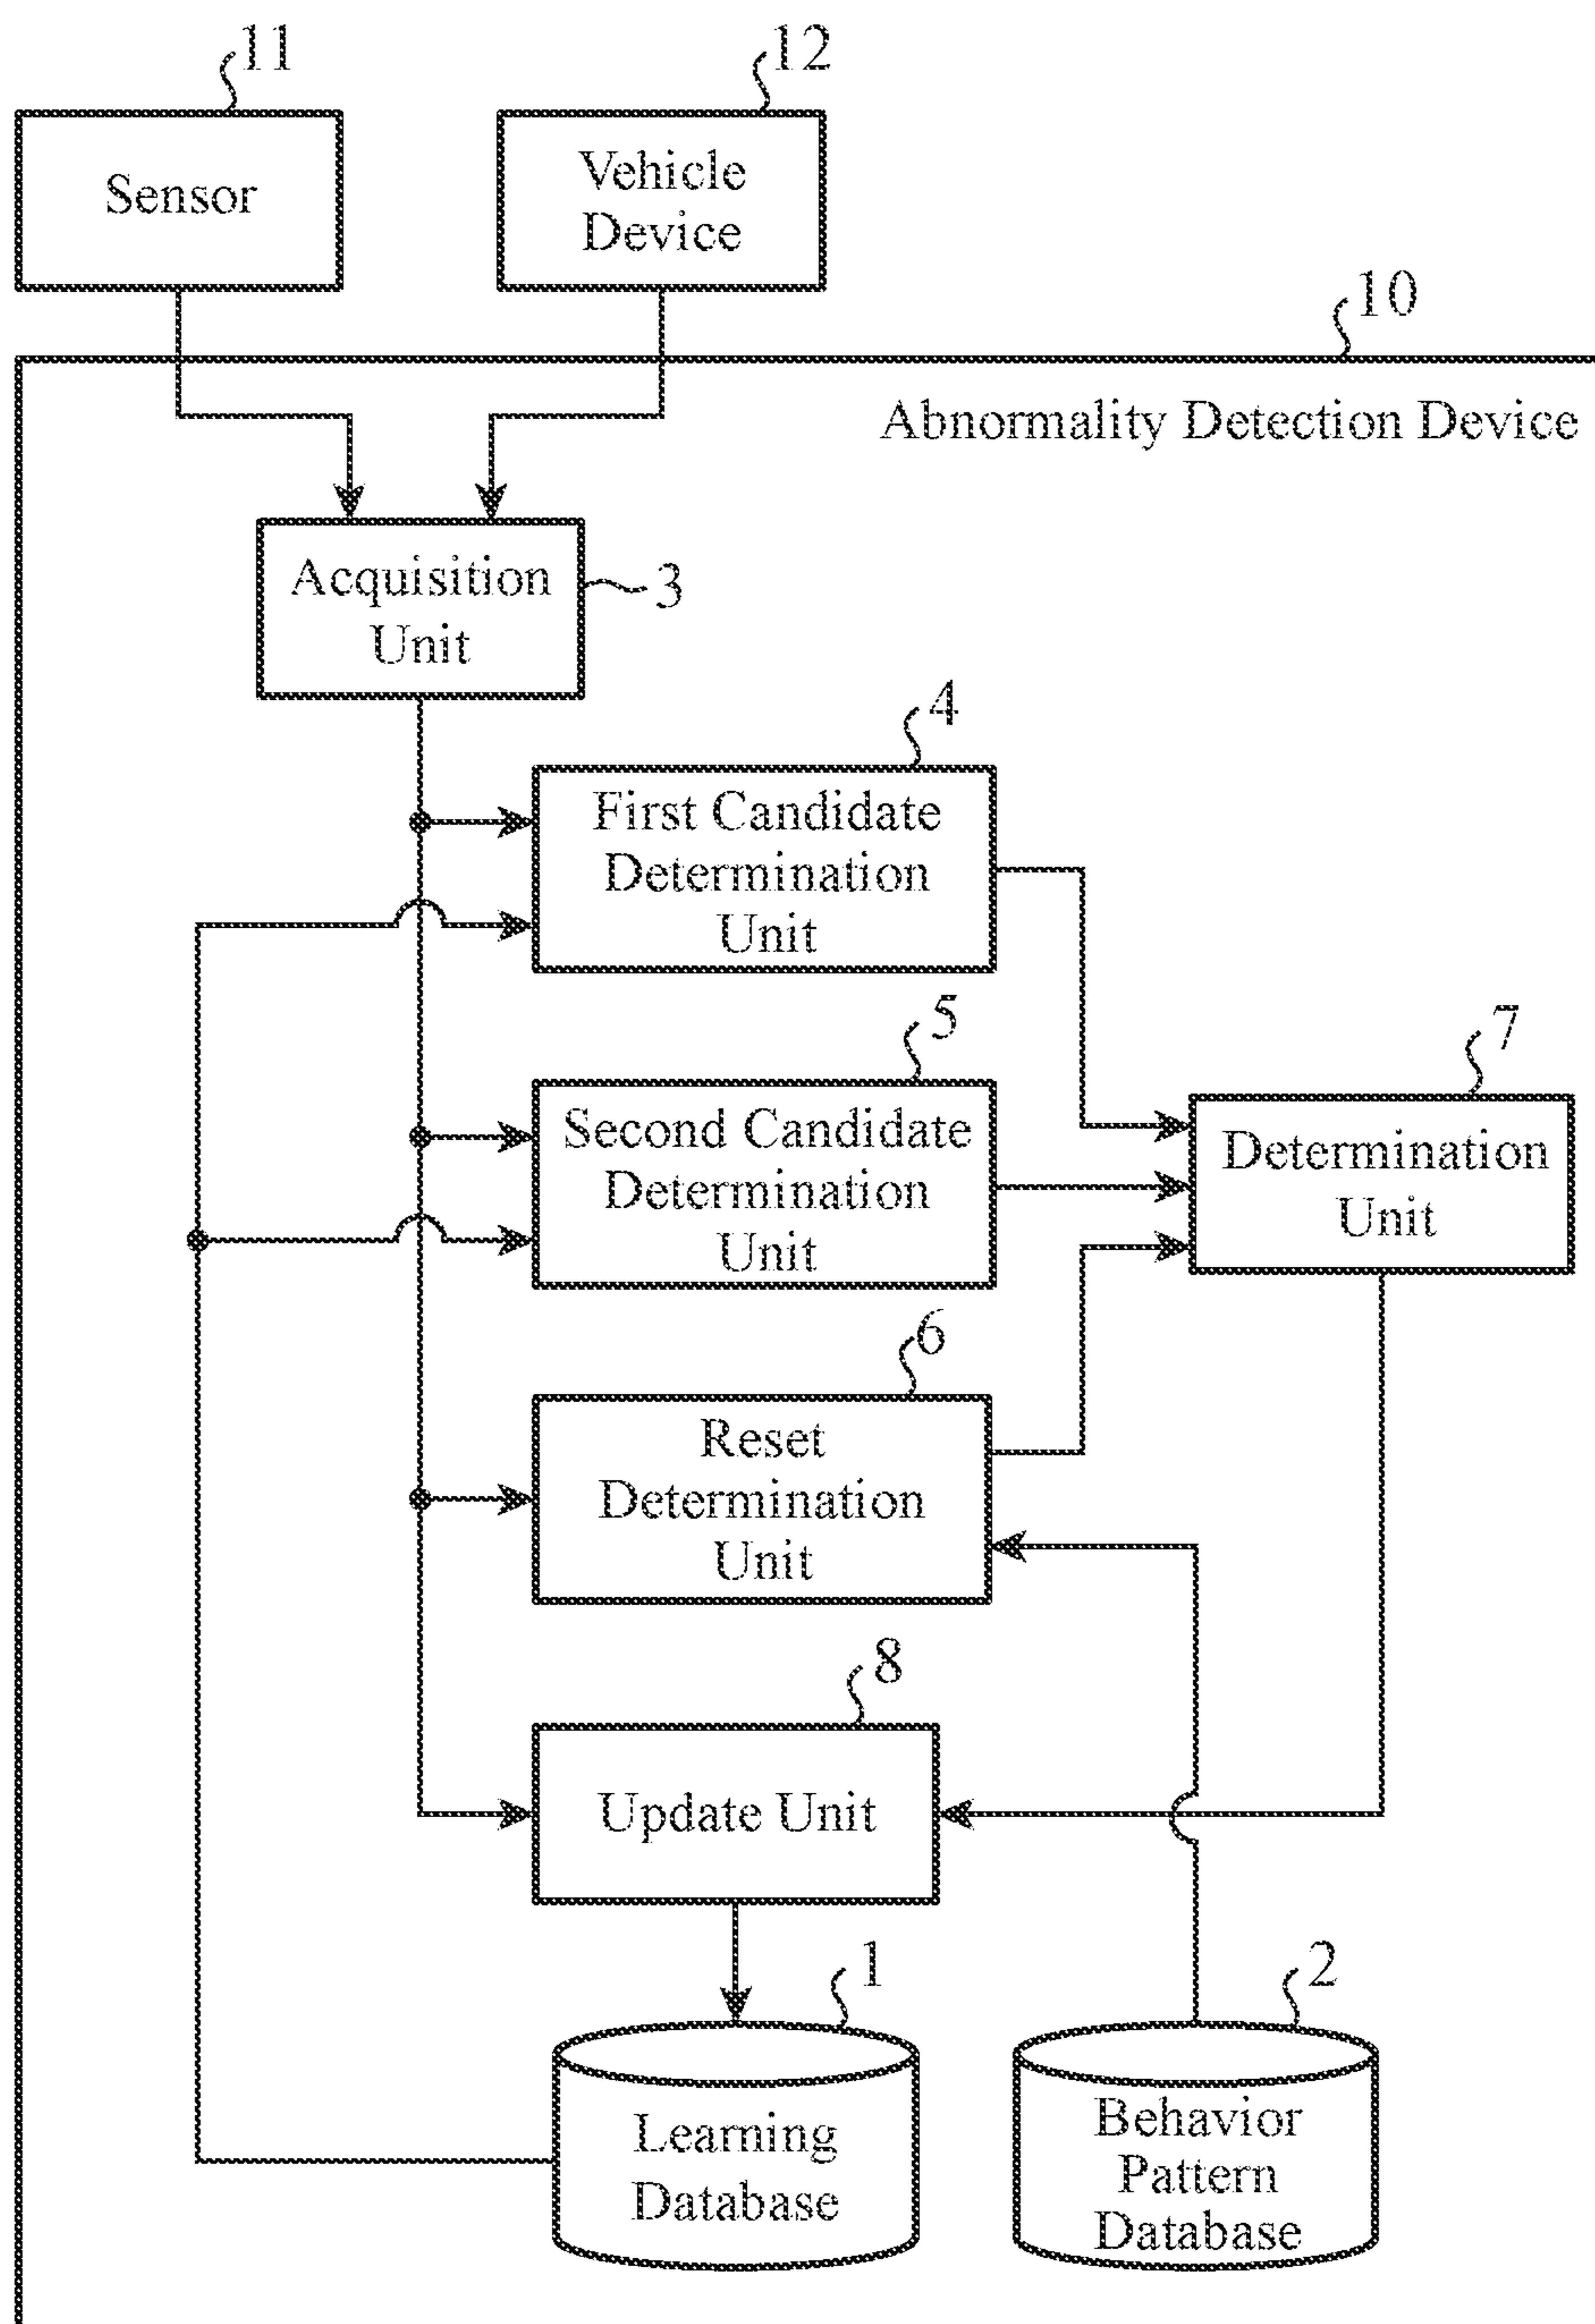 11
12
Sensor
Vehicle
Device
10
Abnormality Detection Device
Acquisition
Unit
3
4
First Candidate
Determination
Unit
5
Second Candidate
Determination
Unit
7
Determination
Unit
6
Reset
Determination
Unit
8
Update Unit
1
Learning
Database
2
Behavior
Pattern
Database